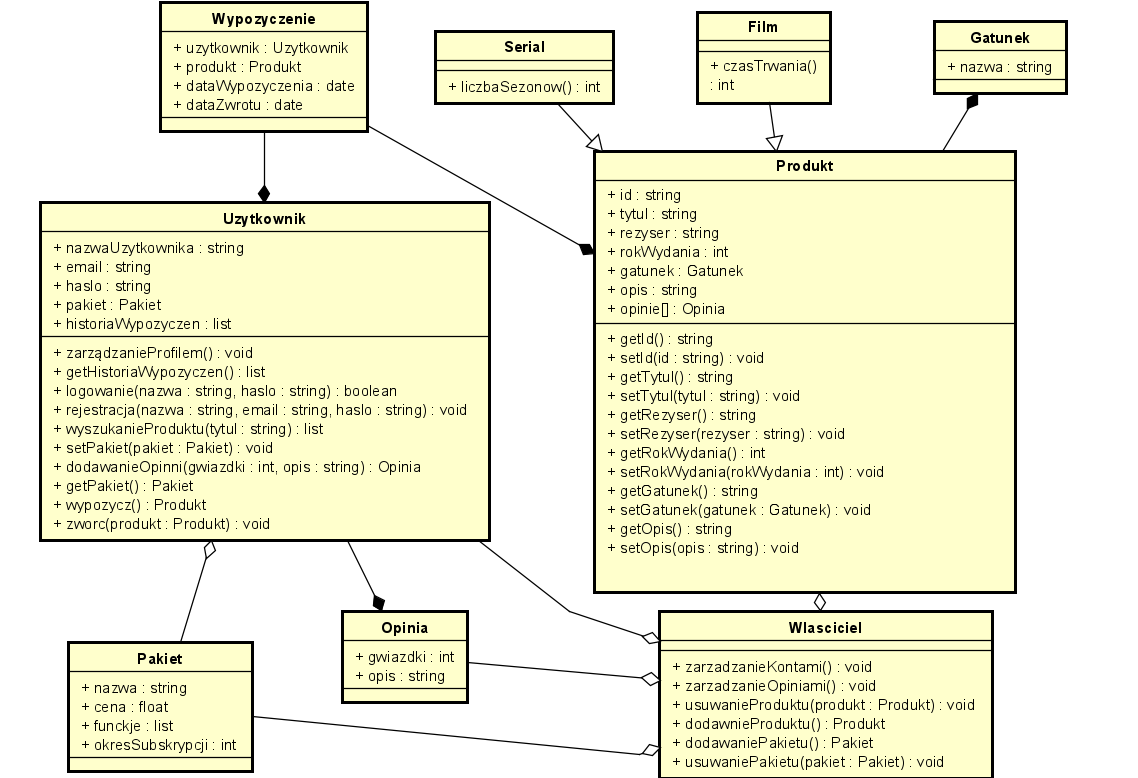 Wypozyczenie
+ uzytkownik : Uzytkownik
+ produkt : Produkt
+ dataWypozyczenia : date
+ dataZwrotu : date
Serial
+ liczbaSezonow() : int
Film
+ czasTrwania()
: int
Gatunek
+ nazwa : string
Uzytkownik
+ nazwaUzytkownika : string
+ email : string
+ haslo : string
+ pakiet : Pakiet
+ historiaWypozyczen : list
+ zarządzanieProfilem() : void
+ getHistoriaWypozyczen() : list
+ logowanie(nazwa : string, haslo : string) : boolean
+ rejestracja(nazwa : string, email : string, haslo : string) : void
+ wyszukanieProduktu(tytul : string) : list
+ setPakiet(pakiet : Pakiet) : void
+ dodawanieOpinni(gwiazdki : int, opis : string) : Opinia
+ getPakiet() : Pakiet
+ wypozycz() : Produkt
+ zworc(produkt : Produkt) : void
Produkt
+ id : string
+ tytul : string
+ rezyser : string
+ rokWydania : int
+ gatunek : Gatunek
+ opis : string
+ opinie[] : Opinia
+ getId() : string
+ setId(id : string) : void
+ getTytul() : string
+ setTytul(tytul : string) : void
+ getRezyser() : string
+ setRezyser(rezyser : string) : void
+ getRokWydania() : int
+ setRokWydania(rokWydania : int) : void
+ getGatunek() : string
+ setGatunek(gatunek : Gatunek) : void
+ getOpis() : string
+ setOpis(opis : string) : void
Pakiet
+ nazwa : string
+ cena : float
+ funckje : list
+ okresSubskrypcji : int
Opinia
+ gwiazdki : int
+ opis : string
Wlasciciel
+ zarzadzanieKontami() : void
+ zarzadzanieOpiniami() : void
+ usuwanieProduktu(produkt : Produkt) : void
+ dodawnieProduktu() : Produkt
+ dodawaniePakietu() : Pakiet
+ usuwaniePakietu(pakiet : Pakiet) : void